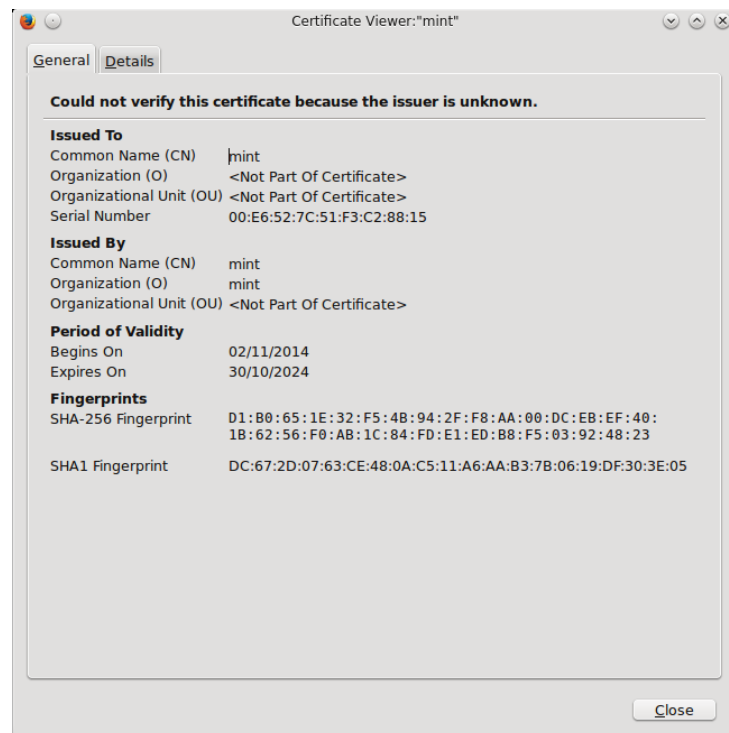 Certificate Viewer:"mint"
General Details
Could not verify this certificate because the issuer is unknown.
Issued To
Common Name (CN) mint
Organization (O) <Not Part Of Certificate>
Organizational Unit (OU) <Not Part Of Certificate>
Serial Number 00:E6:52:7C:51:F3:C2:88:15
Issued By
Common Name (CN) mint
Organization (O) mint
Organizational Unit (OU) <Not Part Of Certificate>
Period of Validity
Begins On 02/11/2014
Expires On 30/10/2024
Fingerprints
SHA-256 Fingerprint D1:B0:65:1E:32:F5:4B:94:2F:F8:AA:00:DC:EB:EF:40:
1B:62:56:F0:AB:1C:84:FD:E1:ED:B8:F5:03:92:48:23
SHA1 Fingerprint DC:67:2D:07:63:CE:48:0A:C5:11:A6:AA:B3:7B:06:19:DF:30:3E:05
Close